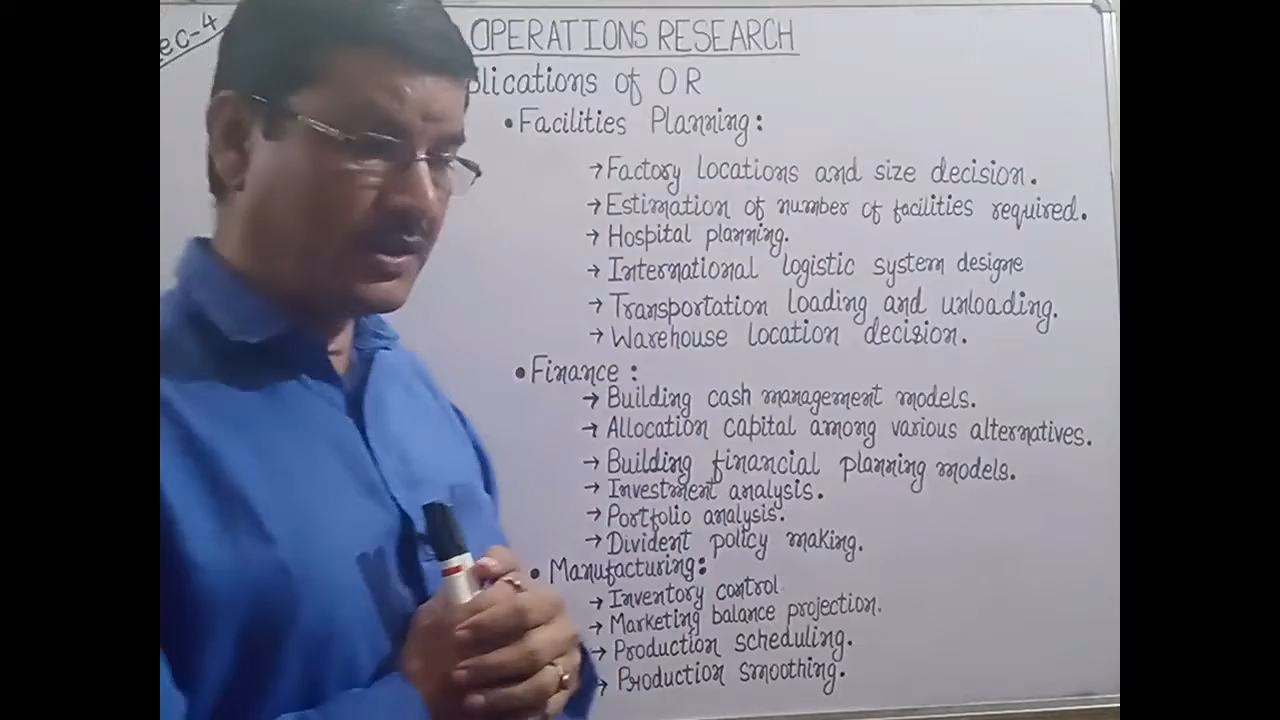 ec-4
OPERATIONS RESEARCH
plications of OR
• Facilities Planning:
→ Factory locations and size decision.
→ Estimation of number of facilities required.
→ Hospital planning.
→ International logistic system designe
→ Transportation loading and unloading.
→ Warehouse location decision.
• Finance:
→ Building cash management models.
→ Allocation capital among various alternatives.
→ Building financial planning models.
→ Investment analysis.
→ Portfolio analysis.
→ Divident policy making.
• Manufacturing:
→ Inventory control
→ Marketing balance projection.
→ Production scheduling.
→ Production smoothing.